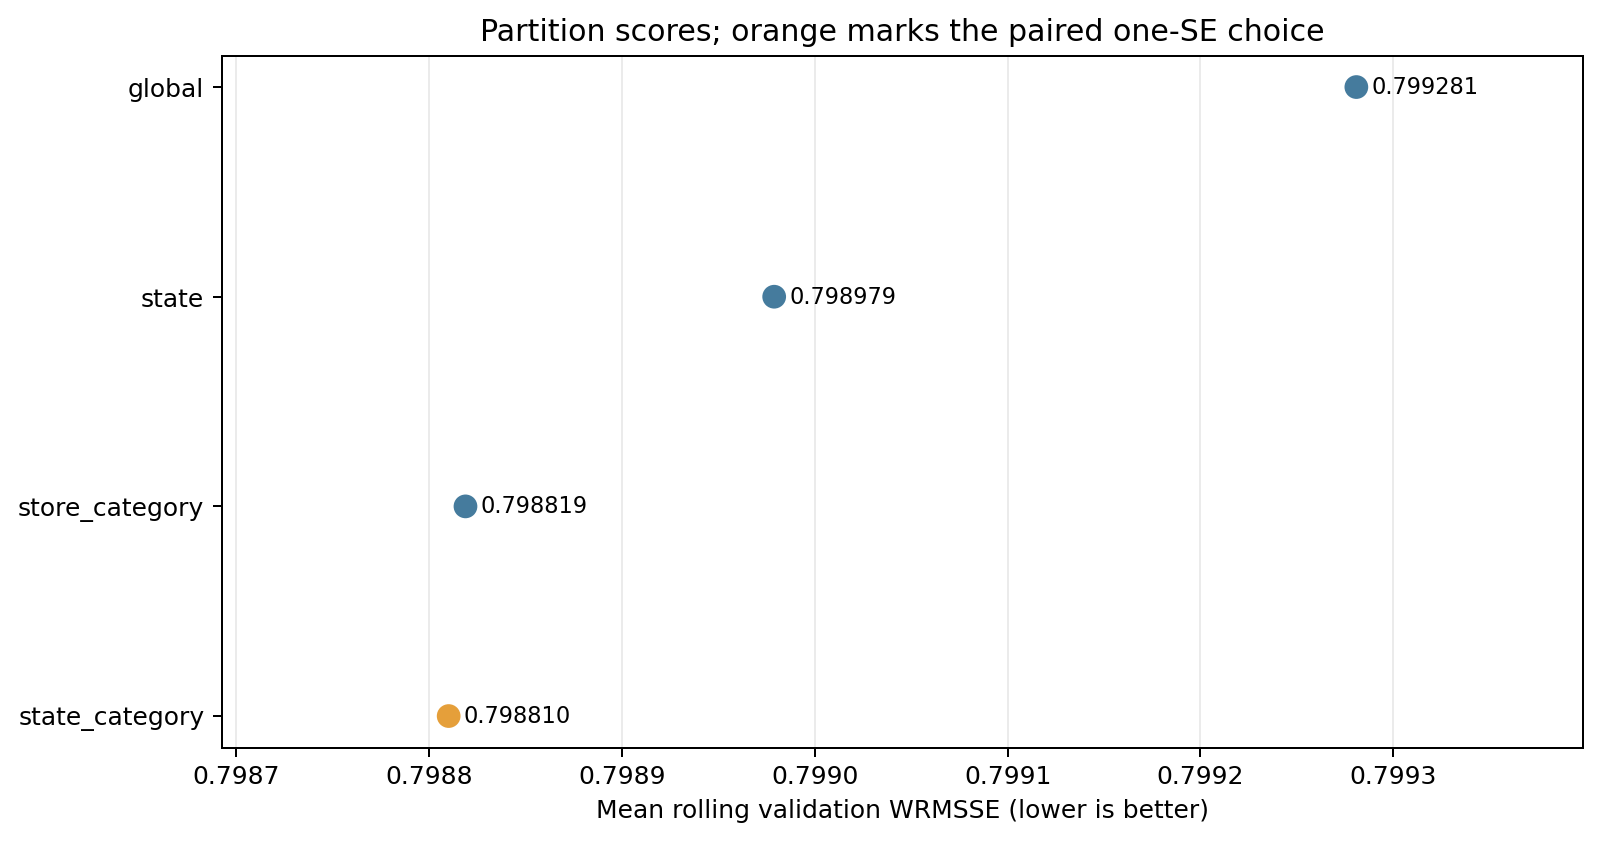 Partition scores; orange marks the paired one-SE choice
global
0.799281
state
0.798979
store_category
0.798819
state_category
0.798810
0.7987 0.7988 0.7989 0.7990 0.7991 0.7992 0.7993
Mean rolling validation WRMSSE (lower is better)